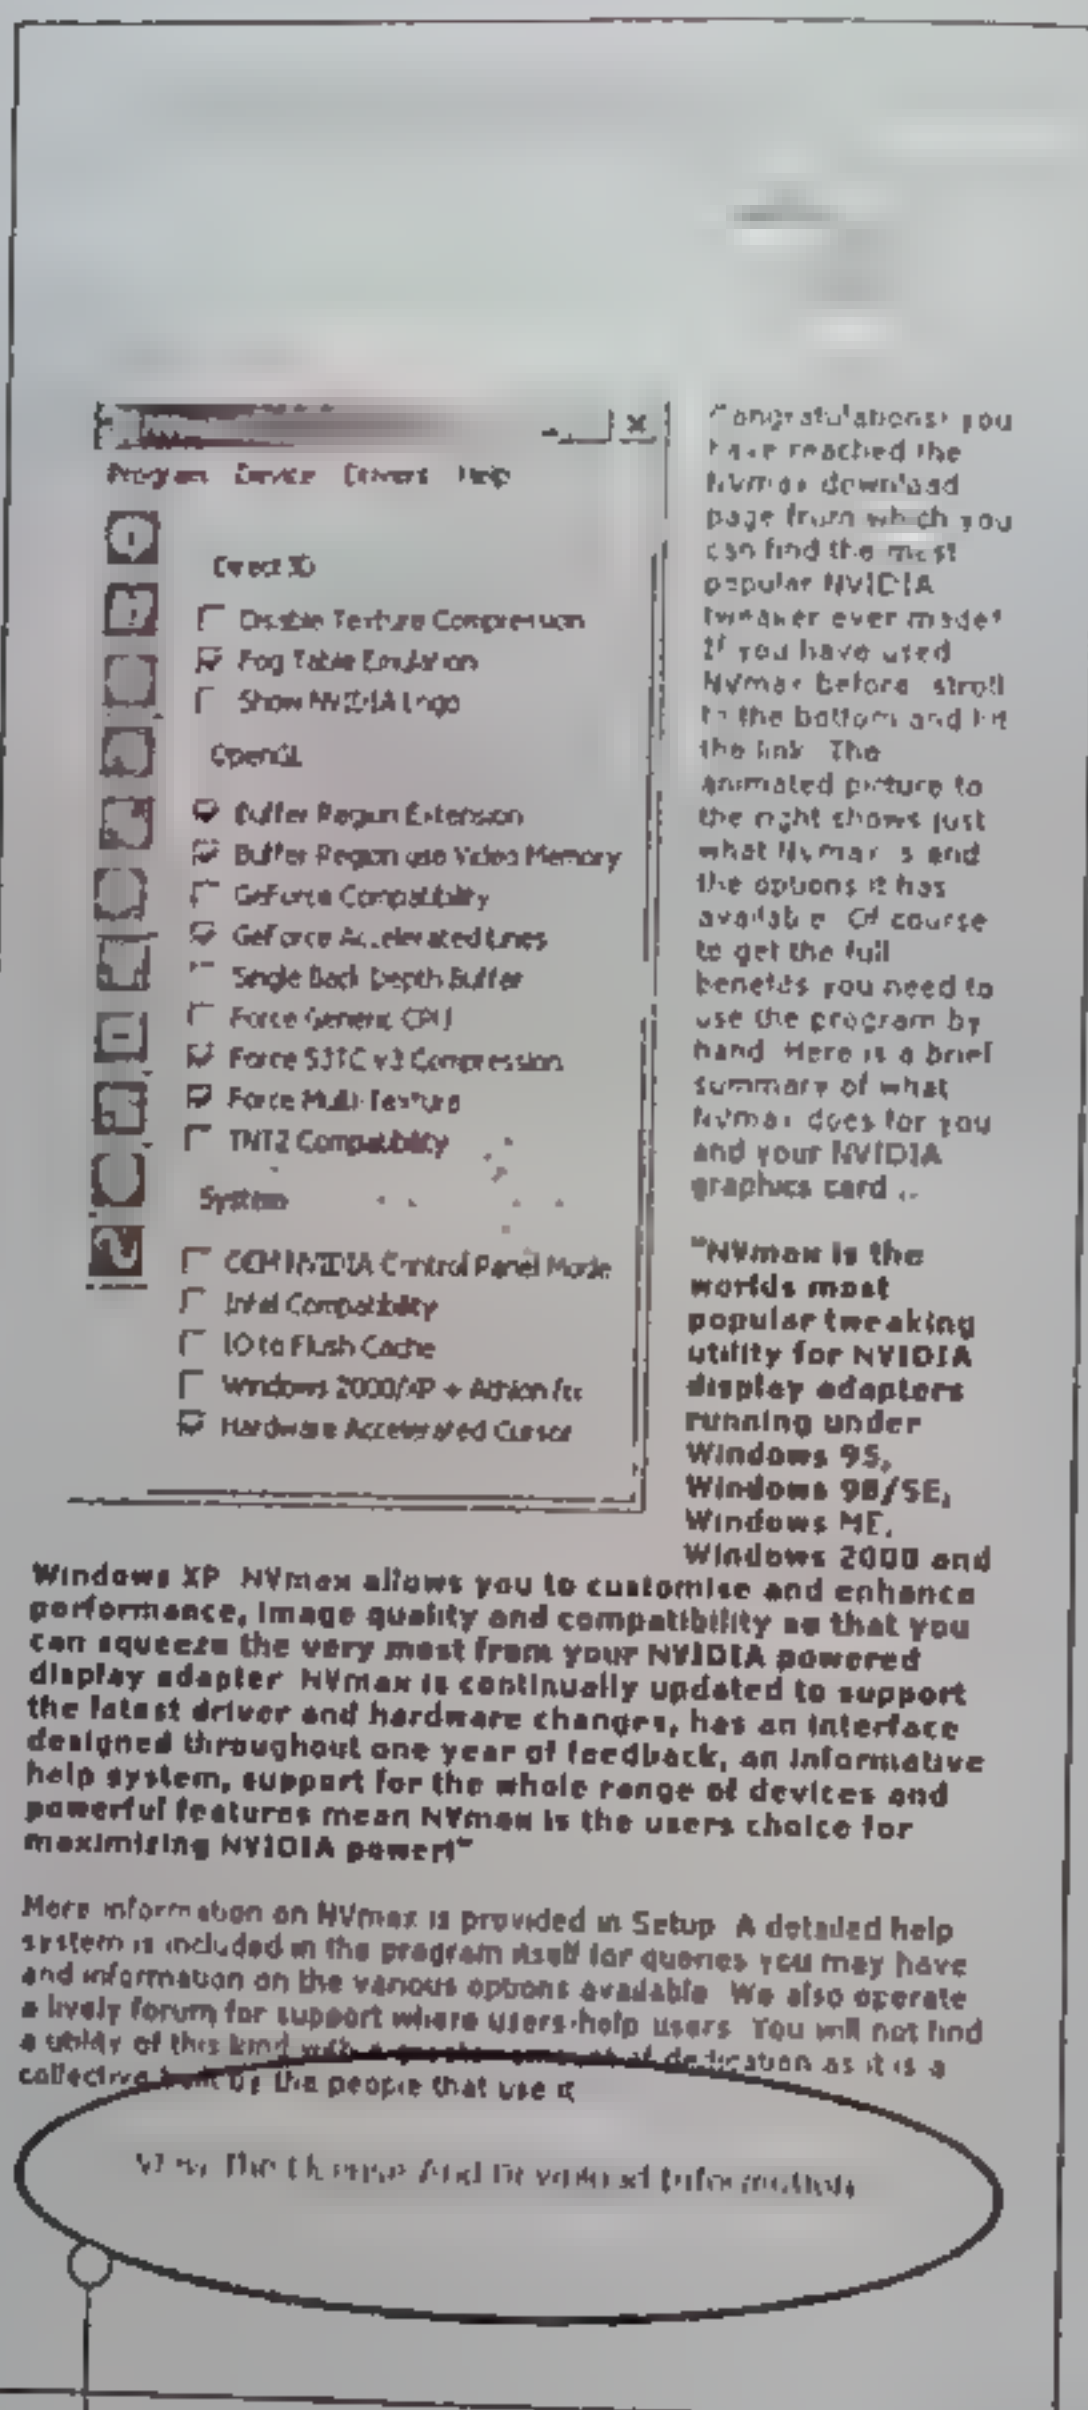 Program Device Drivers Help
Direct 3D
Disable Texture Compression
Fog Table Emulation
Show NVIDIA Logo
OpenGL
Buffer Region Extension
Buffer Region use Video Memory
GeForce Compatibility
GeForce Accelerated Lines
Single Back Depth Buffer
Force Generic CPU
Force S3TC v3 Compression
Force Multi-Texture
TNT2 Compatibility
System
OEM NVIDIA Control Panel Mode
Intel Compatibility
IO to Flush Cache
Windows 2000/XP + Athlon fix
Hardware Accelerated Cursor
Congratulations! you
have reached the
NVmax download
page from which you
can find the most
popular NVIDIA
tweaker ever made!
If you have used
NVmax before stroll
to the bottom and hit
the link. The
animated picture to
the right shows just
what NVmax is and
the options it has
available. Of course
to get the full
benefits you need to
use the program by
hand. Here is a brief
summary of what
NVmax does for you
and your NVIDIA
graphics card ..
"NVmax is the
worlds most
popular tweaking
utility for NVIDIA
display adapters
running under
Windows 95,
Windows 98/SE,
Windows ME,
Windows 2000 and
Windows XP. NVmax allows you to customise and enhance
performance, image quality and compatibility so that you
can squeeze the very most from your NVIDIA powered
display adapter. NVmax is continually updated to support
the latest driver and hardware changes, has an interface
designed throughout one year of feedback, an informative
help system, support for the whole range of devices and
powerful features mean NVmax is the users choice for
maximizing NVIDIA power!"
More information on NVmax is provided in Setup. A detailed help
system is included in the program itself for queries you may have
and information on the various options available. We also operate
a lively forum for support where users-help users. You will not find
a utility of this kind with a of dedication as it is a
collective built by the people that use it
View The License And Download Information